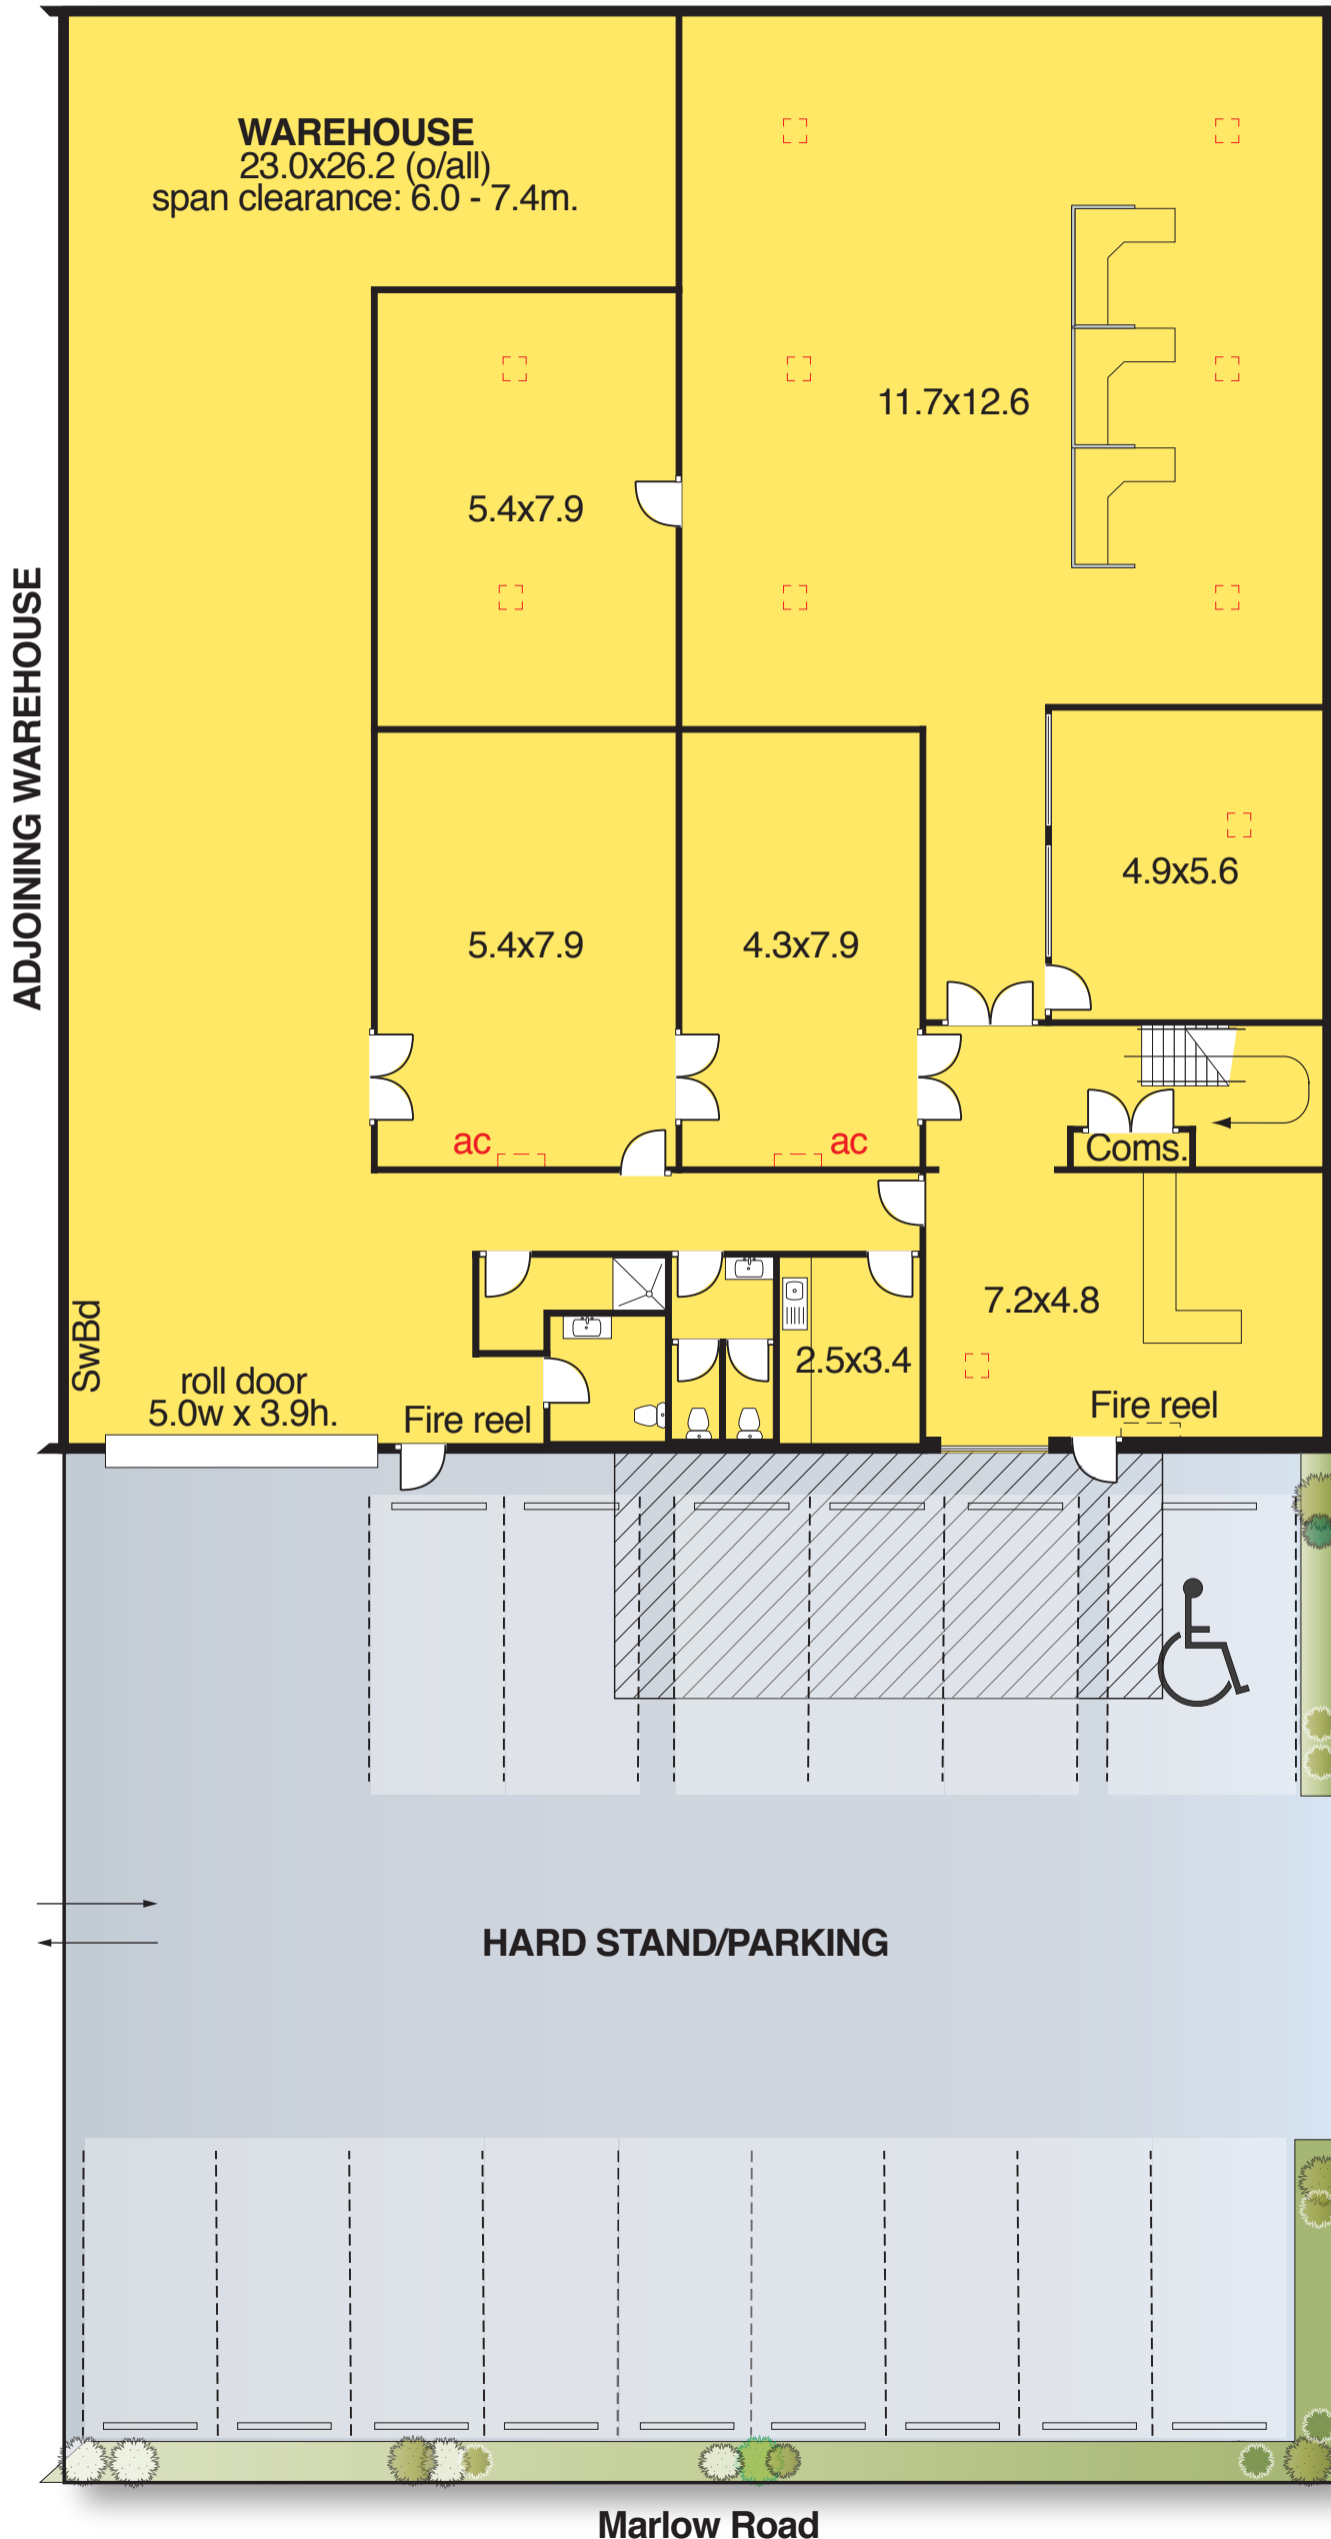 WAREHOUSE
23.0x26.2 (o/all)
span clearance: 6.0 - 7.4m.
11.7x12.6
5.4x7.9
ADJOINING WAREHOUSE
4.9x5.6
5.4x7.9
4.3x7.9
ac
ac
Coms.
SwBd
7.2x4.8
2.5x3.4
roll door
5.0w x 3.9h.
Fire reel
Fire reel
HARD STAND/PARKING
Marlow Road